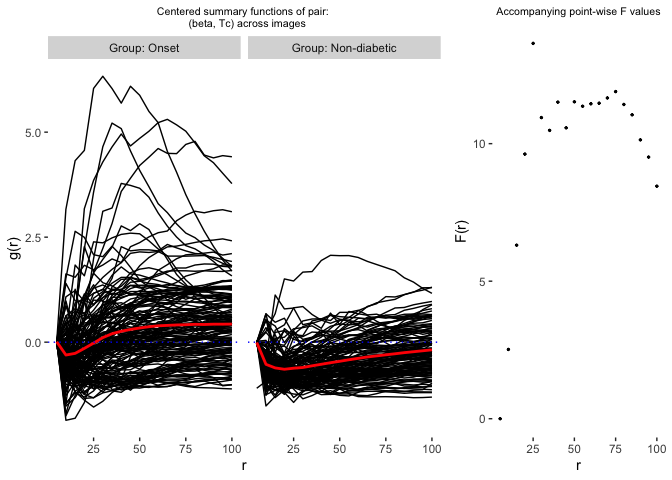 Centered summary functions of pair:
(beta, Tc) across images
Accompanying point-wise F values
Group: Onset
Group: Non-diabetic
g(r)
5.0
2.5
0.0
25
50
75
100
25
50
75
100
r
F(r)
10
5
0
25
50
75
100
r